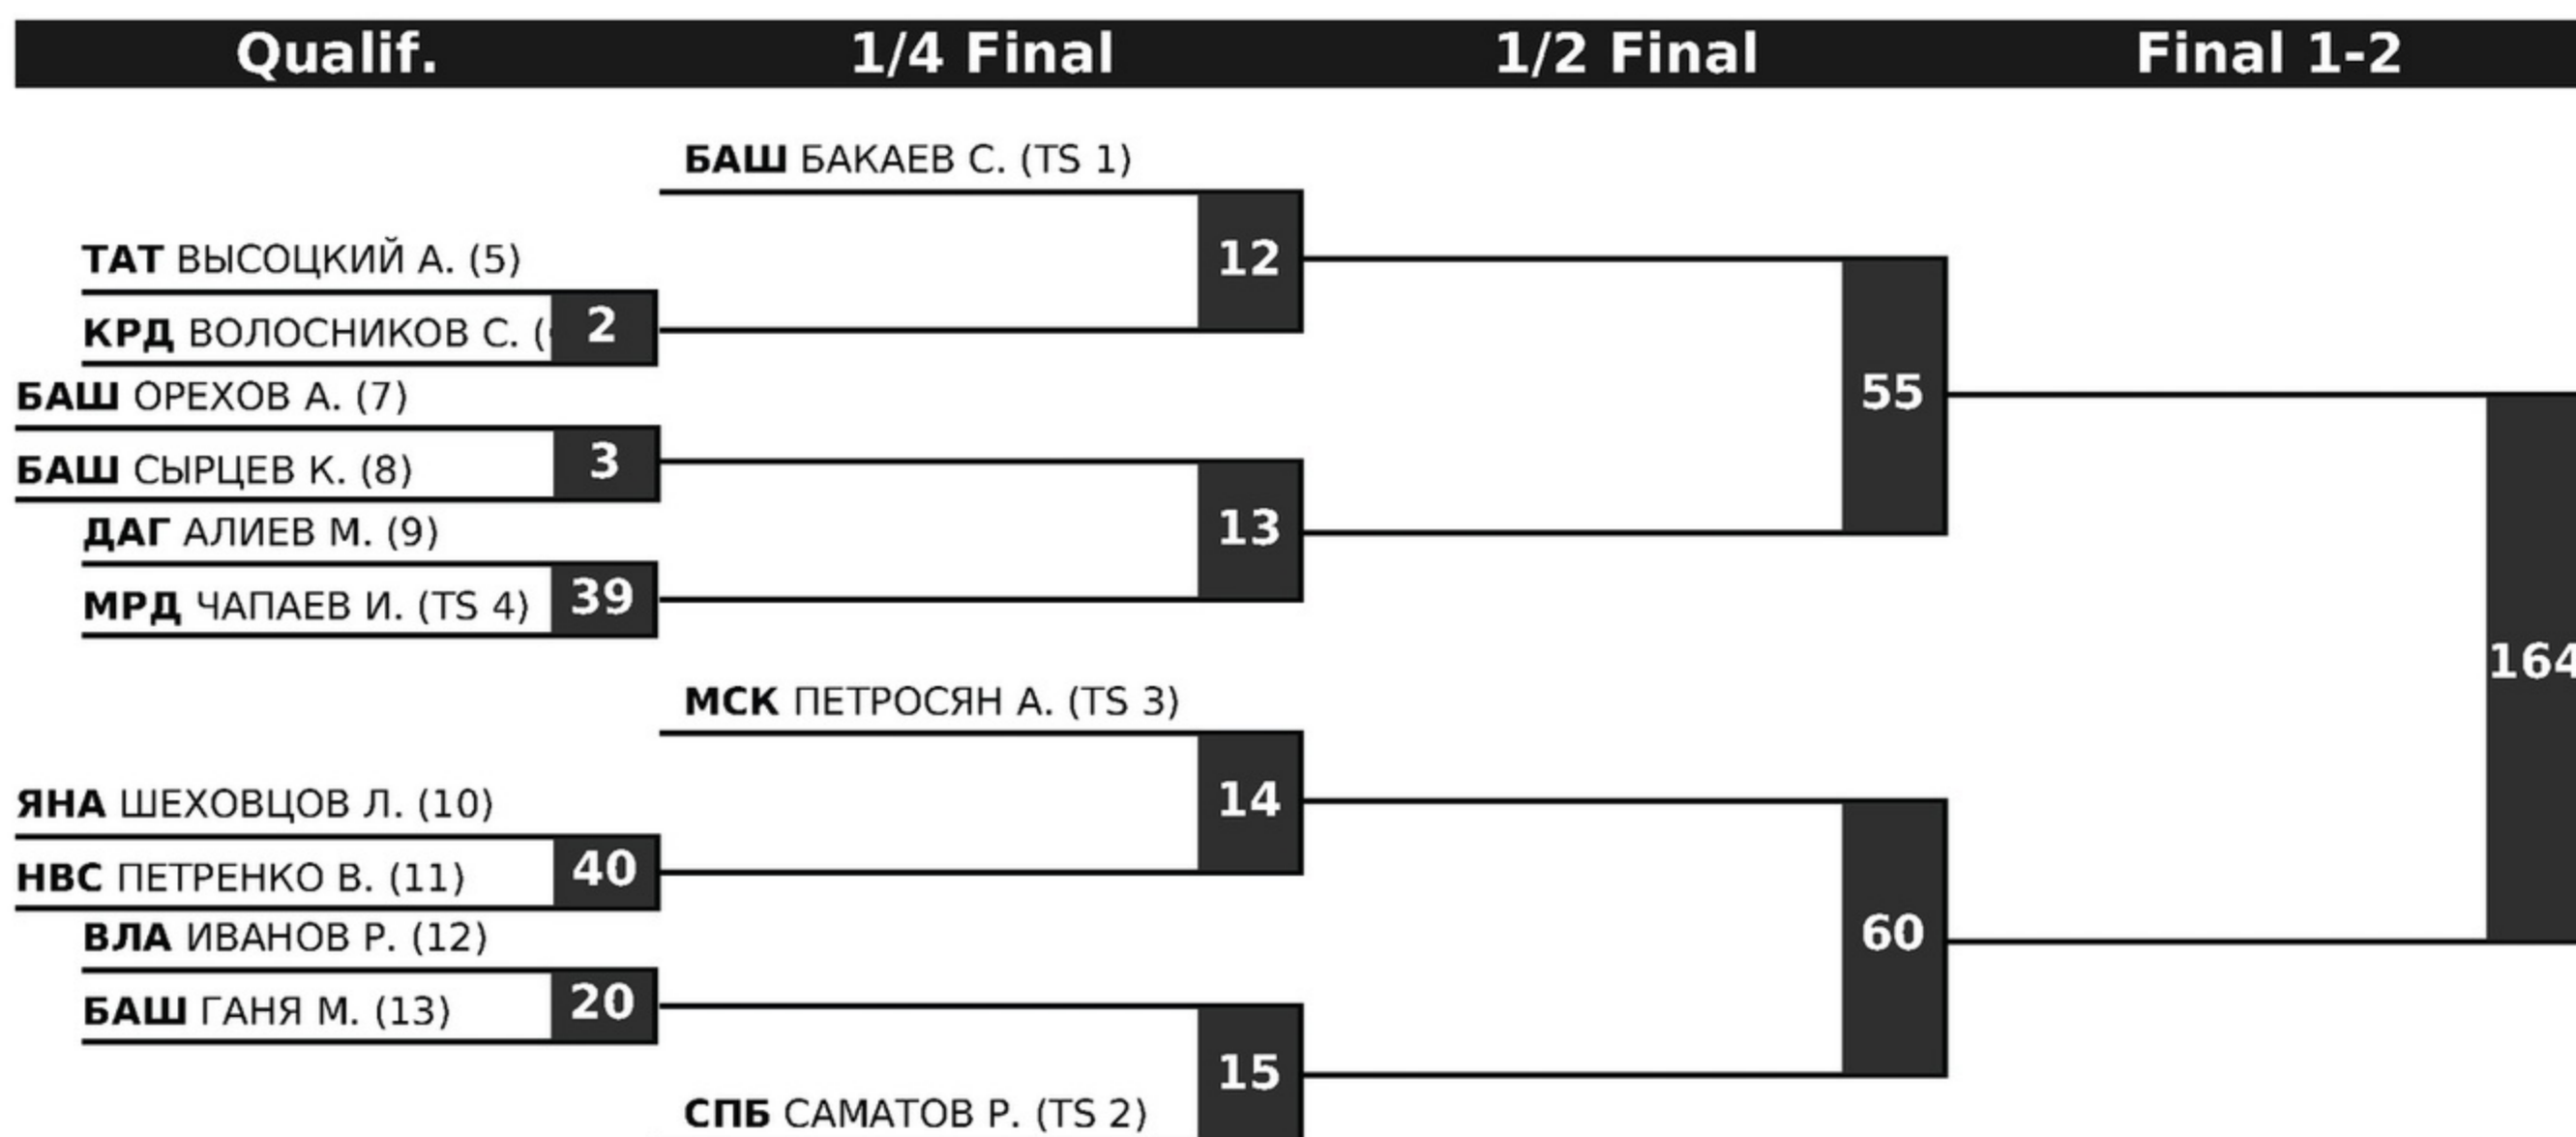 Qualif. 1/4 Final 1/2 Final Final 1-2
БАШ БАКАЕВ С. (TS 1)
12
ТАТ ВЫСОЦКИЙ А. (5)
КРД ВОЛОСНИКОВ С. (
2
55
БАШ ОРЕХОВ А. (7)
БАШ СЫРЦЕВ К. (8)
3
13
ДАГ АЛИЕВ М. (9)
МРД ЧАПАЕВ И. (TS 4)
39
164
МСК ПЕТРОСЯН А. (TS 3)
14
ЯНА ШЕХОВЦОВ Л. (10)
НВС ПЕТРЕНКО В. (11)
40
60
ВЛА ИВАНОВ Р. (12)
БАШ ГАНЯ М. (13)
20
15
СПБ САМАТОВ Р. (TS 2)